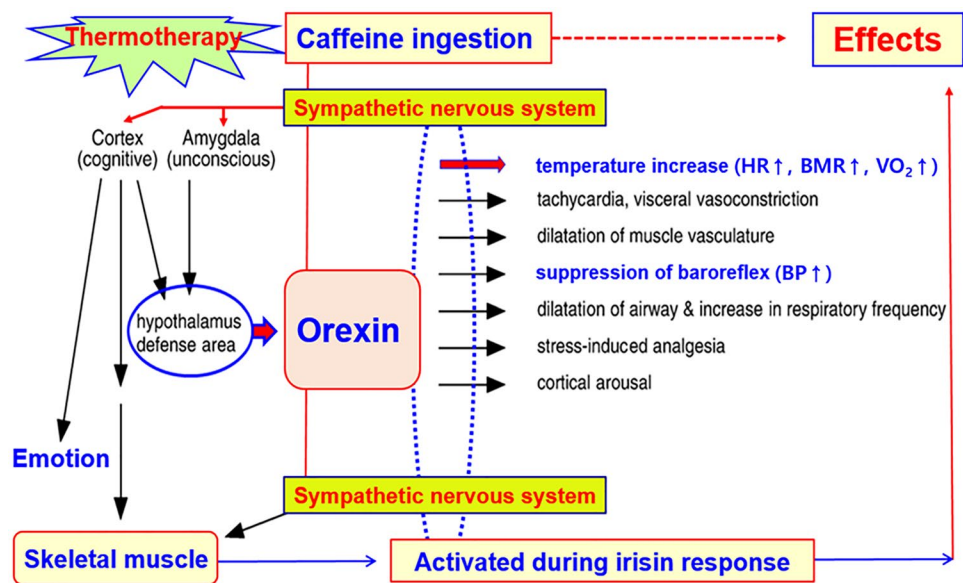 Thermotherapy
Caffeine ingestion
Effects
Sympathetic nervous system
Cortex
(cognitive)
Amygdala
(unconscious)
temperature increase (HR↑, BMR↑, VO₂↑)
tachycardia, visceral vasoconstriction
dilatation of muscle vasculature
suppression of baroreflex (BP↑)
dilatation of airway & increase in respiratory frequency
stress-induced analgesia
cortical arousal
hypothalamus
defense area
Orexin
Emotion
Sympathetic nervous system
Skeletal muscle
Activated during irisin response